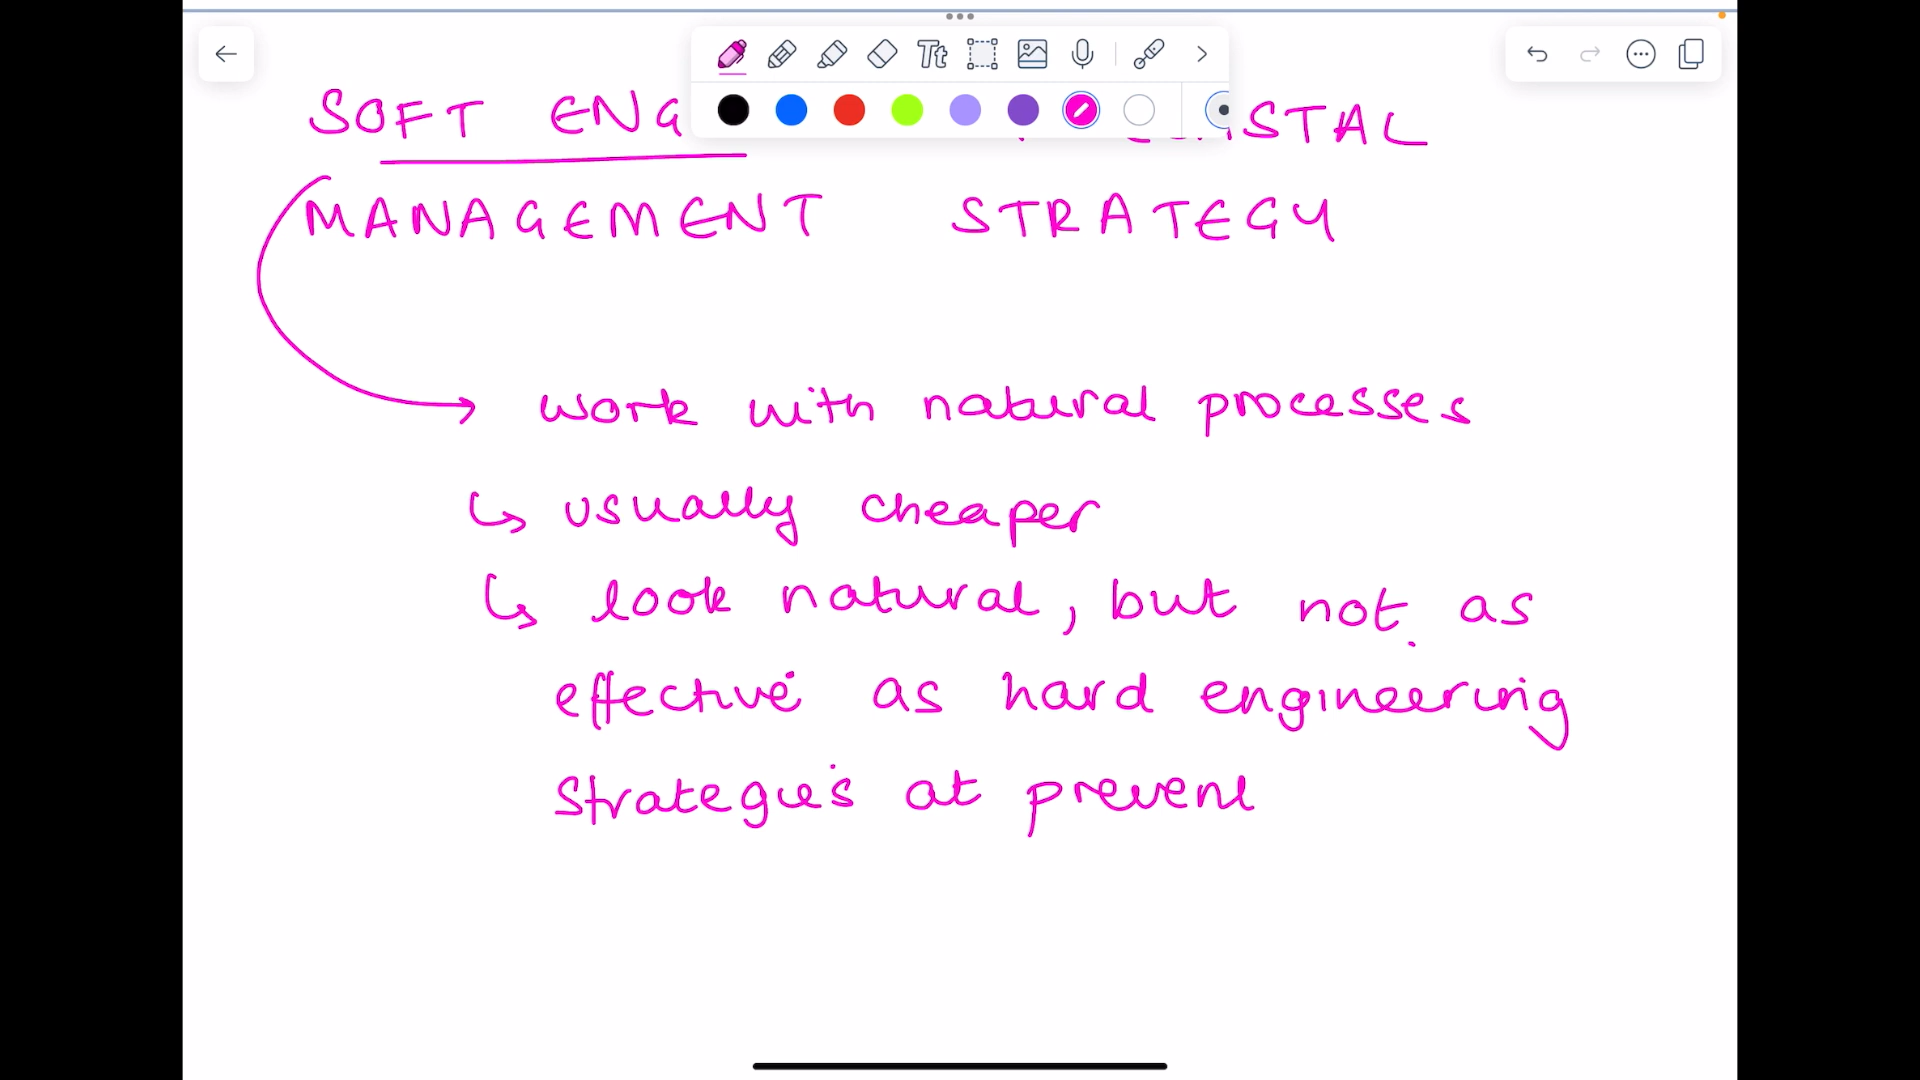 SOFT ENG STAL
MANAGEMENT STRATEGY
→ work with natural processes
↳ usually cheaper
↳ look natural, but not as
effective as hard engineering
strategies at prevent
Tt